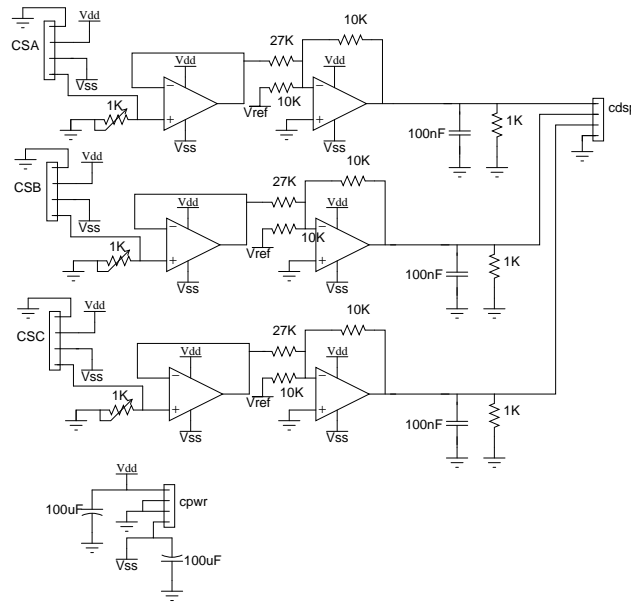 10K
Vdd
CSA
27K
Vdd
Vdd
Vss
1K
10K
Vref
cdsp
100nF
1K
Vss
Vss
10K
Vdd
CSB
27K
Vdd
Vdd
Vss
1K
10K
Vref
100nF
1K
Vss
Vss
10K
Vdd
CSC
27K
Vdd
Vdd
Vss
1K
10K
Vref
100nF
1K
Vss
Vss
Vdd
cpwr
100uF
Vss
100uF